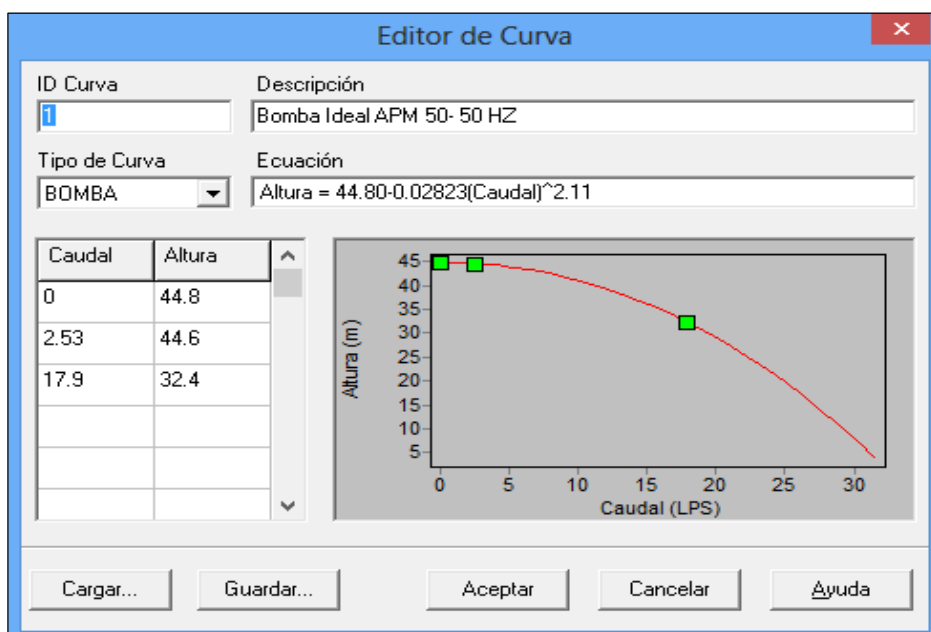 Editor de Curva
×
ID Curva Descripción
1 Bomba Ideal APM 50- 50 HZ
Tipo de Curva Ecuación
BOMBA Altura = 44.80-0.02823(Caudal)^2.11
Caudal Altura
0 44.8
2.53 44.6
17.9 32.4
Altura (m)
45
40
35
30
25
20
15
10
5
0 5 10 15 20 25 30
Caudal (LPS)
Cargar... Guardar... Aceptar Cancelar Ayuda